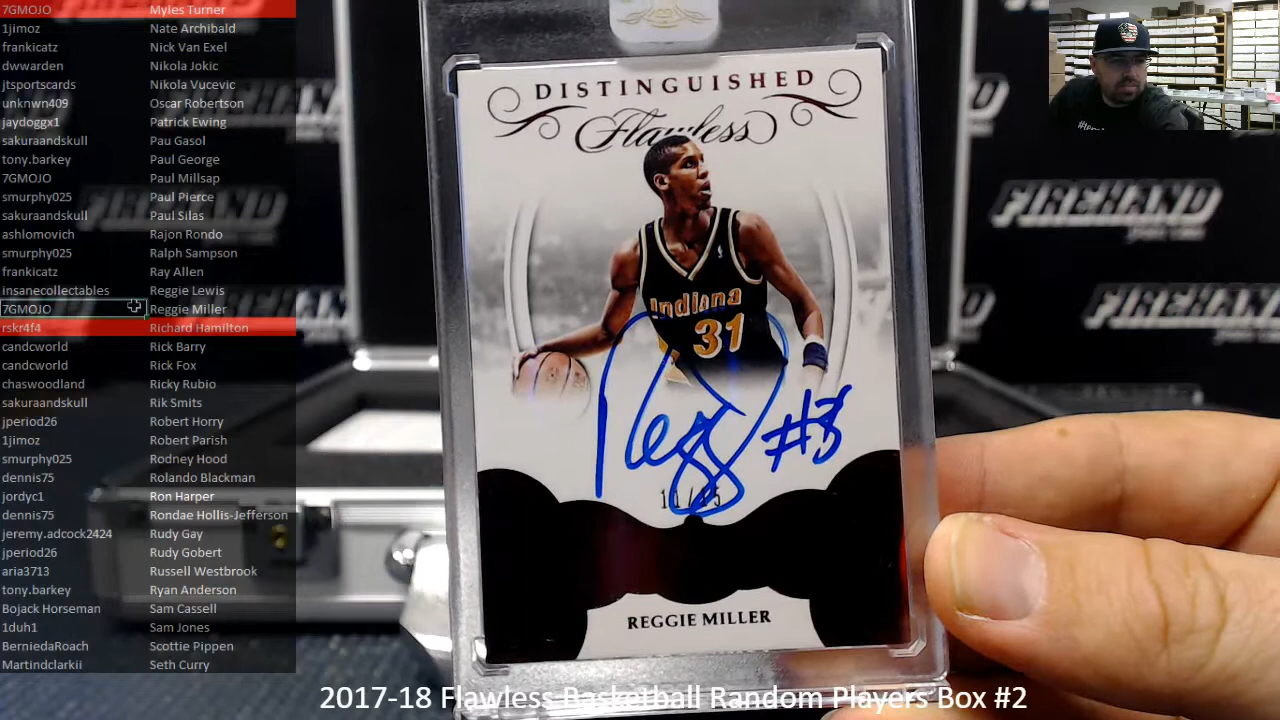 7GMOJO Myles Turner
1jimoz Nate Archibald
frankicatz Nick Van Exel
dwwarden Nikola Jokic
jtsportscards Nikola Vucevic
unknwn409 Oscar Robertson
jaydoggx1 Patrick Ewing
sakuraandskull Pau Gasol
tony.barkey Paul George
7GMOJO Paul Millsap
smurphy025 Paul Pierce
sakuraandskull Paul Silas
ashlomovich Rajon Rondo
smurphy025 Ralph Sampson
frankicatz Ray Allen
insanecollectables Reggie Lewis
7GMOJO Reggie Miller
rskr4f4 Richard Hamilton
candcworld Rick Barry
candcworld Rick Fox
chaswoodland Ricky Rubio
sakuraandskull Rik Smits
jperiod26 Robert Horry
1jimoz Robert Parish
smurphy025 Rodney Hood
dennis75 Rolando Blackman
jordyc1 Ron Harper
dennis75 Rondae Hollis-Jefferson
jeremy.adcock2424 Rudy Gay
jperiod26 Rudy Gobert
aria3713 Russell Westbrook
tony.barkey Ryan Anderson
Bojack Horseman Sam Cassell
1duh1 Sam Jones
BerniedaRoach Scottie Pippen
Martindclarkii Seth Curry
DISTINGUISHED
Flawless
Indiana
31
REGGIE MILLER
FIREHAND
FIREHAND
2017-18 Flawless Basketball Random Players Box #2